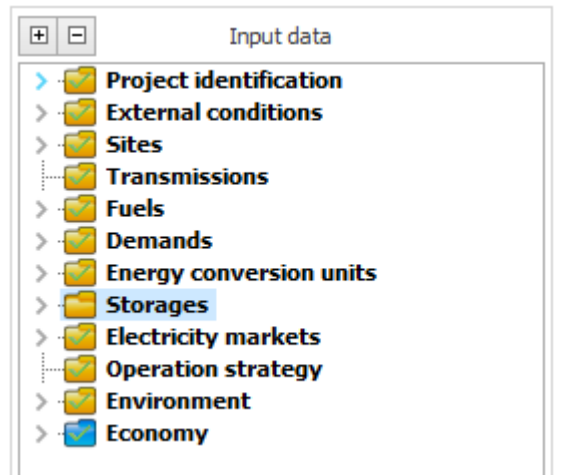 Input data
Project identification
External conditions
Sites
Transmissions
Fuels
Demands
Energy conversion units
Storages
Electricity markets
Operation strategy
Environment
Economy